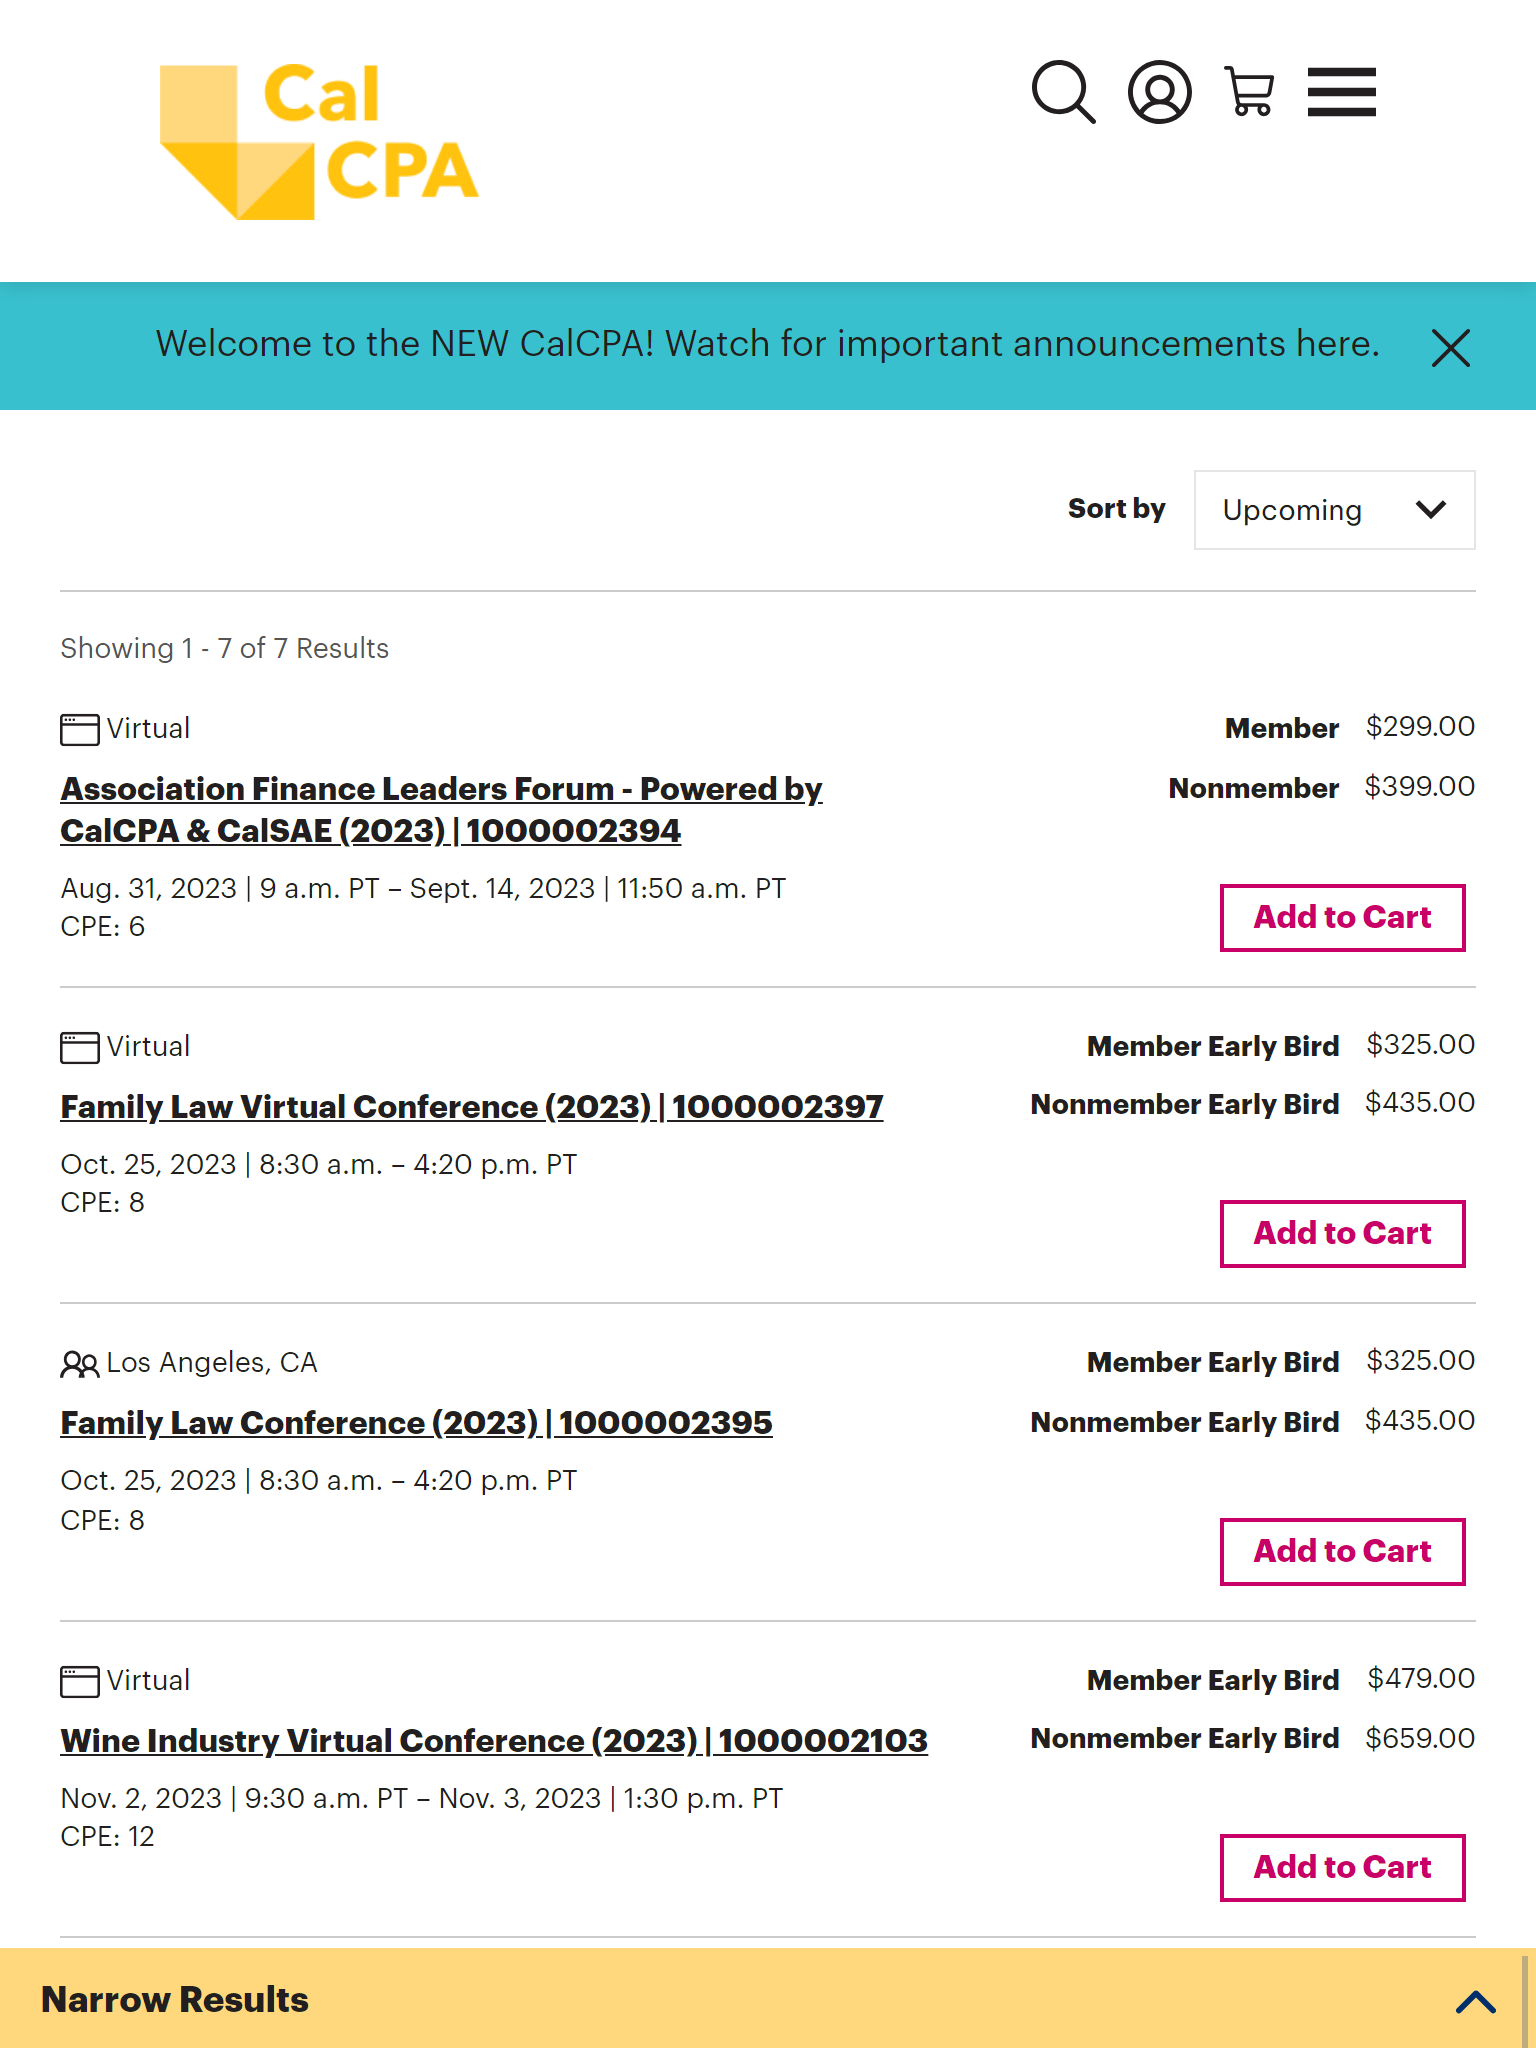 Cal
CPA
Welcome to the NEW CalCPA! Watch for important announcements here.
Sort by
Upcoming
Showing 1 - 7 of 7 Results
Virtual
Association Finance Leaders Forum - Powered by
CalCPA & CalSAE (2023) | 1000002394
Aug. 31, 2023 | 9 a.m. PT – Sept. 14, 2023 | 11:50 a.m. PT
CPE: 6
Member $299.00
Nonmember $399.00
Add to Cart
Virtual
Family Law Virtual Conference (2023) | 1000002397
Oct. 25, 2023 | 8:30 a.m. – 4:20 p.m. PT
CPE: 8
Member Early Bird $325.00
Nonmember Early Bird $435.00
Add to Cart
Los Angeles, CA
Family Law Conference (2023) | 1000002395
Oct. 25, 2023 | 8:30 a.m. – 4:20 p.m. PT
CPE: 8
Member Early Bird $325.00
Nonmember Early Bird $435.00
Add to Cart
Virtual
Wine Industry Virtual Conference (2023) | 1000002103
Nov. 2, 2023 | 9:30 a.m. PT – Nov. 3, 2023 | 1:30 p.m. PT
CPE: 12
Member Early Bird $479.00
Nonmember Early Bird $659.00
Add to Cart
Narrow Results